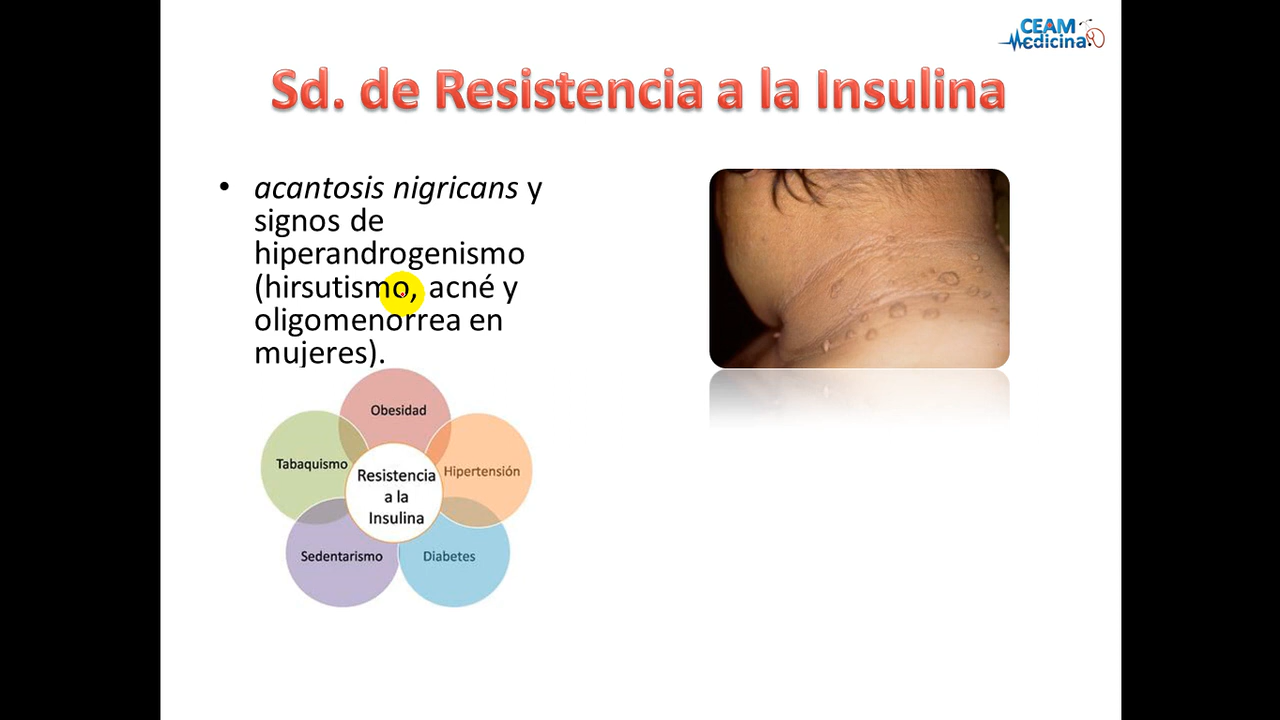 CEAM
Medicina
Sd. de Resistencia a la Insulina
• acantosis nigricans y
signos de
hiperandrogenismo
(hirsutismo, acné y
oligomenorrea en
mujeres).
Obesidad
Tabaquismo
Hipertensión
Resistencia
a la
Insulina
Sedentarismo
Diabetes